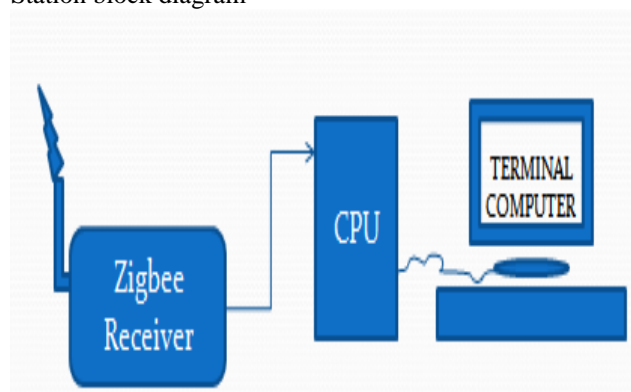 Station block diagram
Zigbee
Receiver
CPU
TERMINAL
COMPUTER